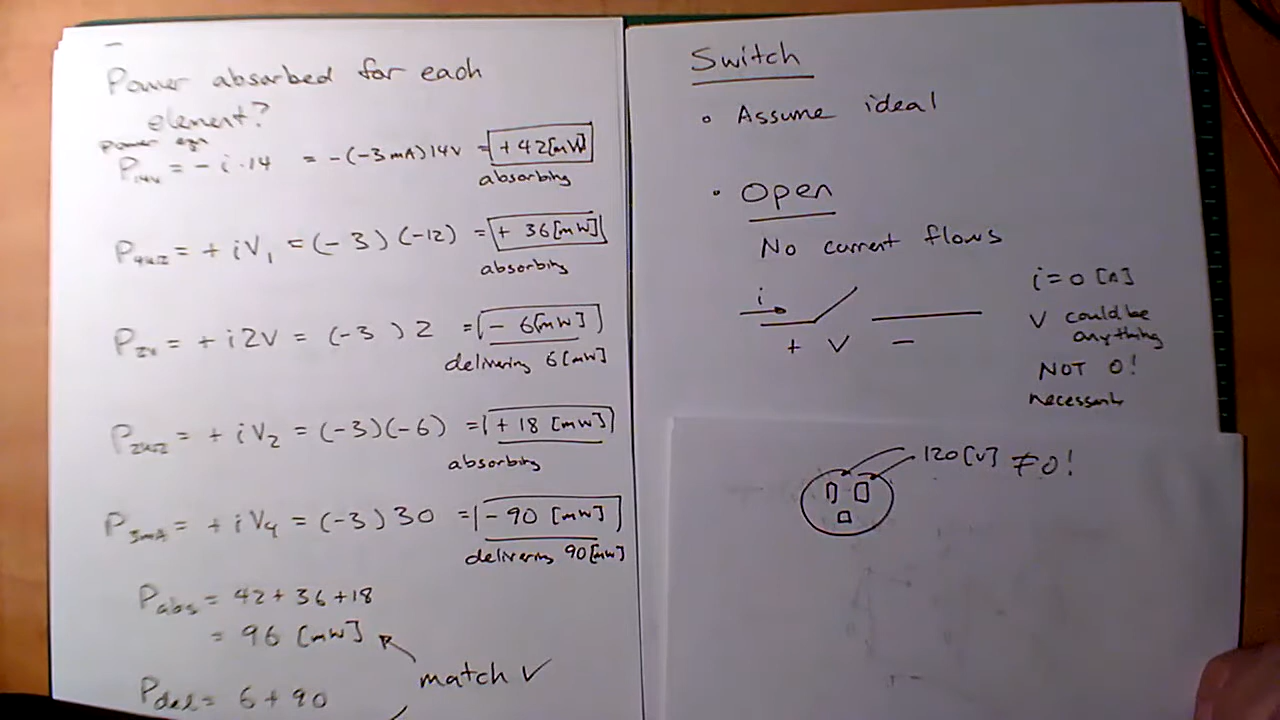 Power absorbed for each
element?
power eqn
P14V = - i · 14 = -(-3mA)14V = +42[mW]
absorbing
P4kΩ = + iV1 = (-3)(-12) = + 36[mW]
absorbing
P2V = + i2V = (-3)2 = - 6[mW]
delivering 6[mW]
P2kΩ = + iV2 = (-3)(-6) = + 18 [mW]
absorbing
P3mA = + iV4 = (-3)30 = - 90 [mW]
delivering 90[mW]
Pabs = 42+36+18
= 96 [mW]
match ✓
Pdel = 6+90
Switch
• Assume ideal
• Open
No current flows
i
+ V -
i=0 [A]
V could be
anything
NOT 0!
necessarily
120[V] ≠0!